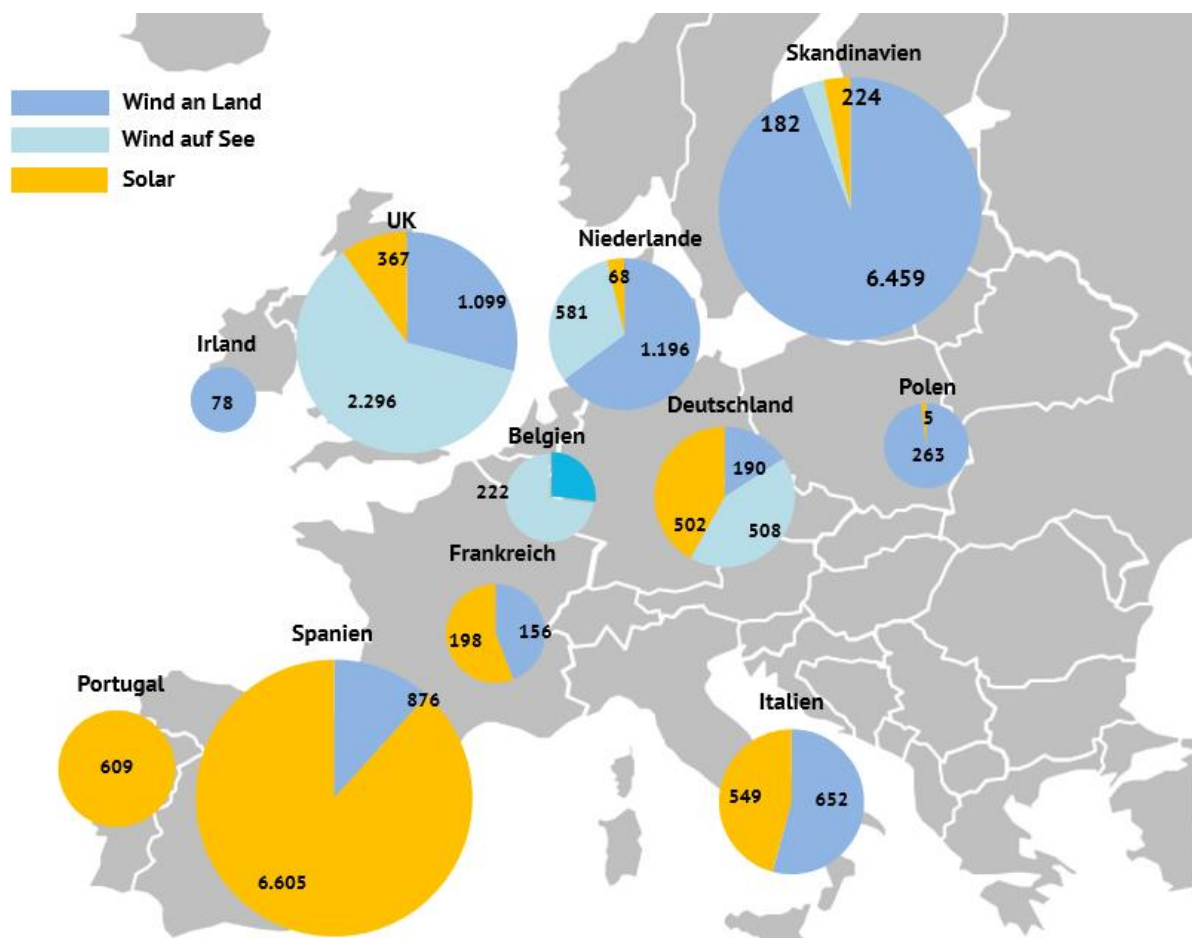 Wind an Land
Wind auf See
Solar
Skandinavien
224
182
6.459
UK
367
1.099
2.296
Niederlande
68
581
1.196
Irland
78
Polen
5
263
Deutschland
190
502
508
Belgien
222
Frankreich
198
156
Spanien
876
6.605
Portugal
609
Italien
549
652